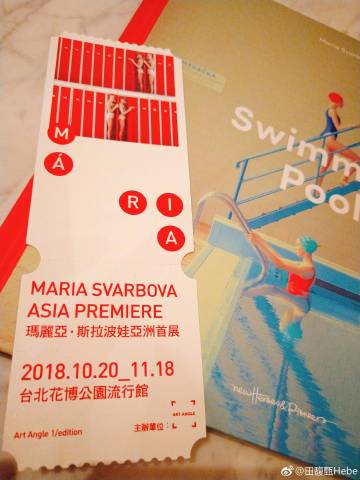 MÁRIA
MARIA SVARBOVA
ASIA PREMIERE
瑪麗亞·斯拉波娃亞洲首展
2018.10.20_11.18
台北花博公園流行館
Art Angle 1/edition
主辦單位：
ART ANGLE
Maria
Swimm
pool
new Heroes & Pioneers
@田馥甄Hebe